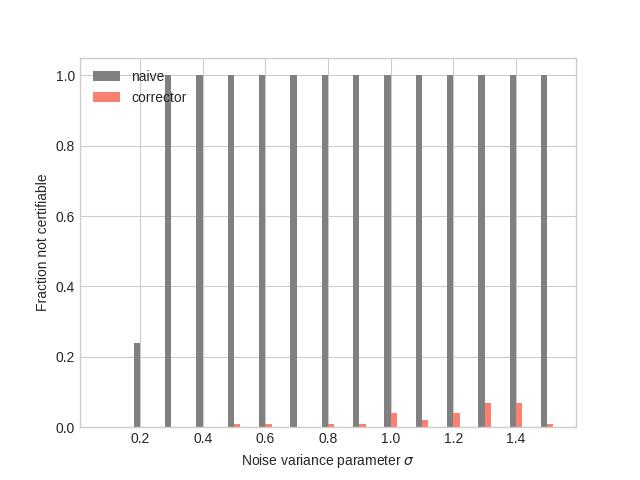 naive
corrector
1.0
0.8
0.6
0.4
0.2
0.0
Fraction not certifiable
0.2 0.4 0.6 0.8 1.0 1.2 1.4
Noise variance parameter σ